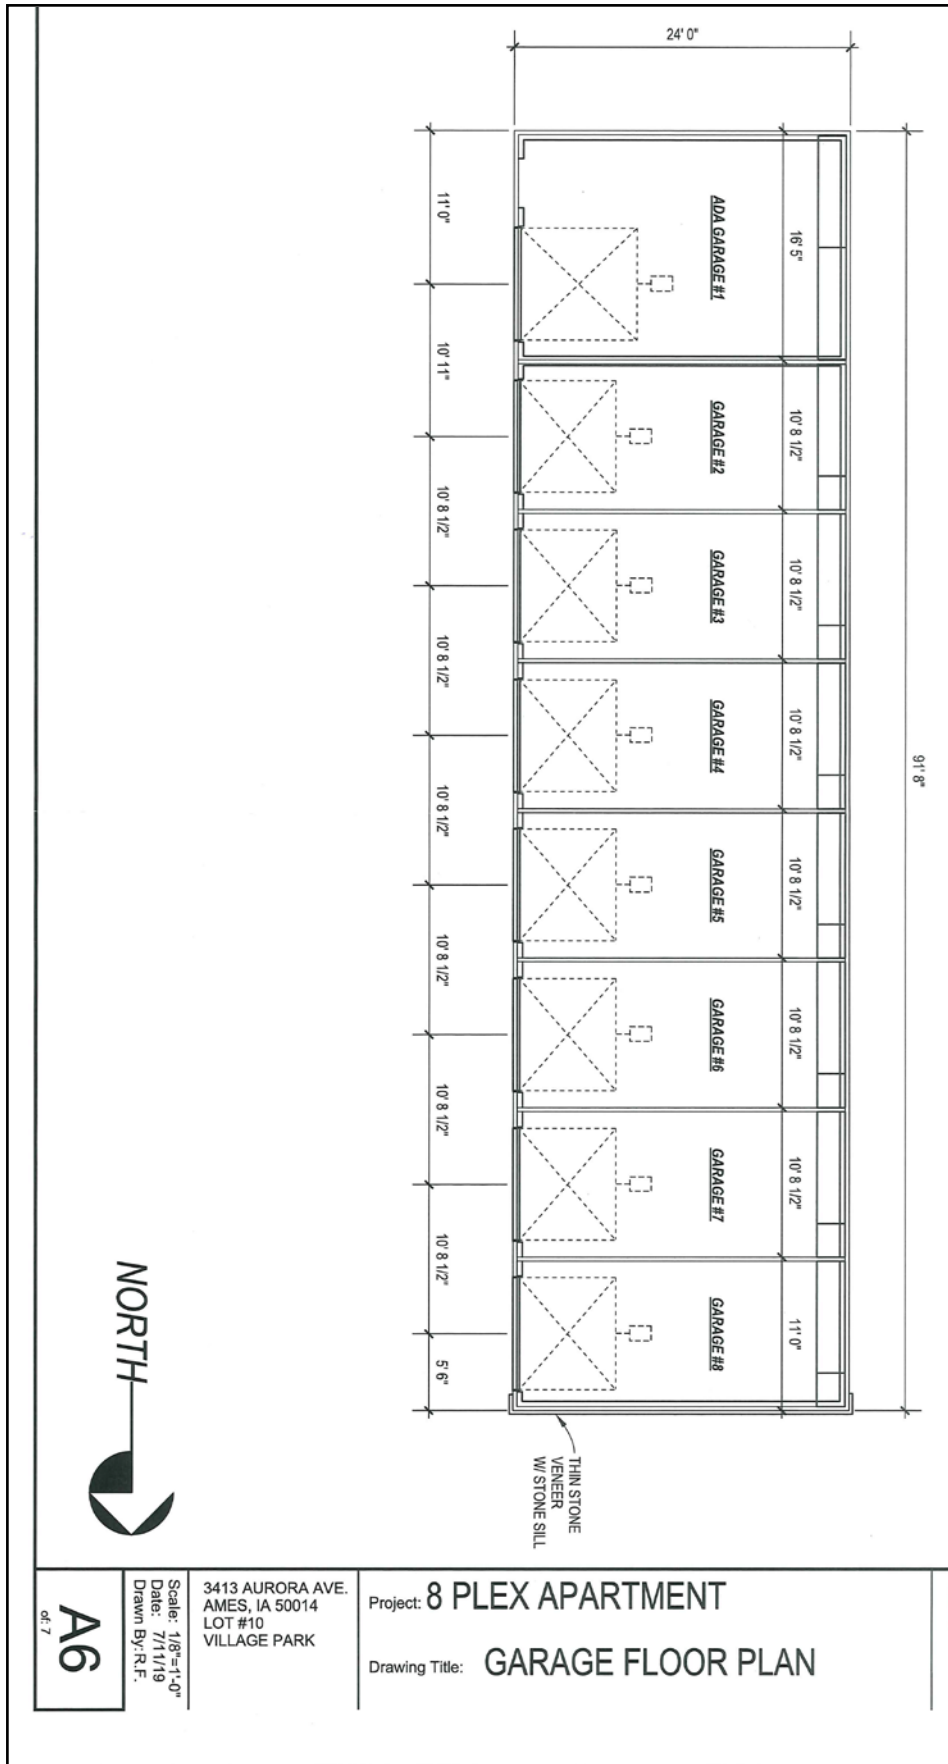 24' 0"
91' 8"
11' 0"
10' 11"
10' 8 1/2"
10' 8 1/2"
10' 8 1/2"
10' 8 1/2"
10' 8 1/2"
10' 8 1/2"
5' 6"
ADA GARAGE #1
GARAGE #2
GARAGE #3
GARAGE #4
GARAGE #5
GARAGE #6
GARAGE #7
GARAGE #8
16' 5"
10' 8 1/2"
10' 8 1/2"
10' 8 1/2"
10' 8 1/2"
10' 8 1/2"
10' 8 1/2"
11' 0"
THIN STONE
VENEER
W/ STONE SILL
NORTH
Project: 8 PLEX APARTMENT
Drawing Title: GARAGE FLOOR PLAN
3413 AURORA AVE.
AMES, IA 50014
LOT #10
VILLAGE PARK
Scale: 1/8"=1'-0"
Date: 7/11/19
Drawn By:R.F.
A6
of: 7